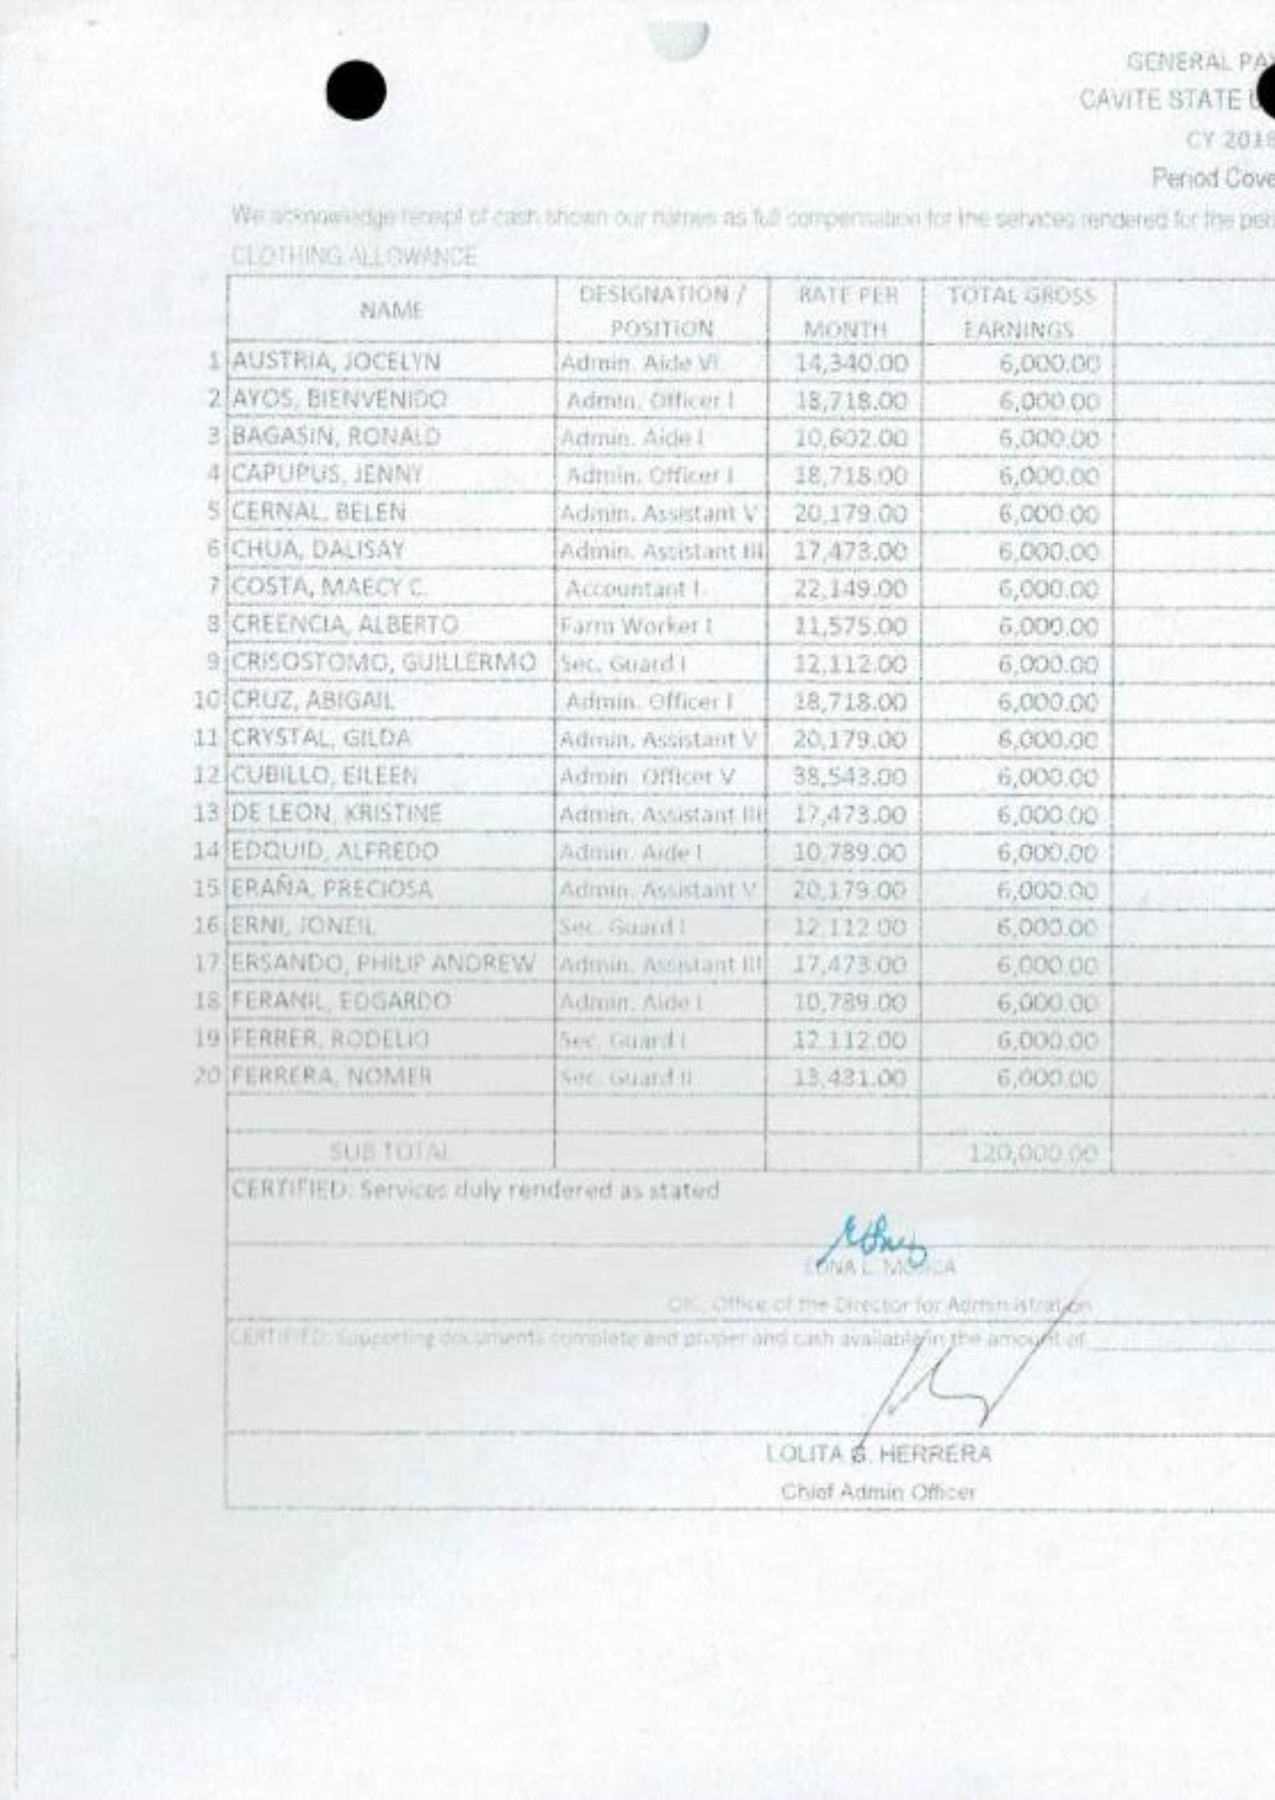 GENERAL PA
CAVITE STATE U
CY 2018
Period Cove
We acknowledge receipt of cash shown our names as full compensation for the services rendered for the per
CLOTHING ALLOWANCE
NAME DESIGNATION / POSITION RATE PER MONTH TOTAL GROSS EARNINGS
1 AUSTRIA, JOCELYN Admin. Aide VI 14,340.00 6,000.00
2 AYOS, BIENVENIDO Admin. Officer I 18,718.00 6,000.00
3 BAGASIN, RONALD Admin. Aide I 10,602.00 6,000.00
4 CAPUPUS, JENNY Admin. Officer I 18,718.00 6,000.00
5 CERNAL, BELEN Admin. Assistant V 20,179.00 6,000.00
6 CHUA, DALISAY Admin. Assistant III 17,473.00 6,000.00
7 COSTA, MAECY C. Accountant I 22,149.00 6,000.00
8 CREENCIA, ALBERTO Farm Worker I 11,575.00 6,000.00
9 CRISOSTOMO, GUILLERMO Sec. Guard I 12,112.00 6,000.00
10 CRUZ, ABIGAIL Admin. Officer I 18,718.00 6,000.00
11 CRYSTAL, GILDA Admin. Assistant V 20,179.00 6,000.00
12 CUBILLO, EILEEN Admin. Officer V 38,543.00 6,000.00
13 DE LEON, KRISTINE Admin. Assistant III 17,473.00 6,000.00
14 EDQUID, ALFREDO Admin. Aide I 10,789.00 6,000.00
15 ERAÑA, PRECIOSA Admin. Assistant V 20,179.00 6,000.00
16 ERNI, JONEIL Sec. Guard I 12,112.00 6,000.00
17 ERSANDO, PHILIP ANDREW Admin. Assistant III 17,473.00 6,000.00
18 FERANIL, EDGARDO Admin. Aide I 10,789.00 6,000.00
19 FERRER, RODELIO Sec. Guard I 12,112.00 6,000.00
20 FERRERA, NOMER Sec. Guard II 13,481.00 6,000.00
SUB TOTAL 120,000.00
CERTIFIED: Services duly rendered as stated
EDNA L. MOJICA
OIC, Office of the Director for Administration
CERTIFIED: Supporting documents complete and proper and cash available in the amount of
LOLITA G. HERRERA
Chief Admin Officer